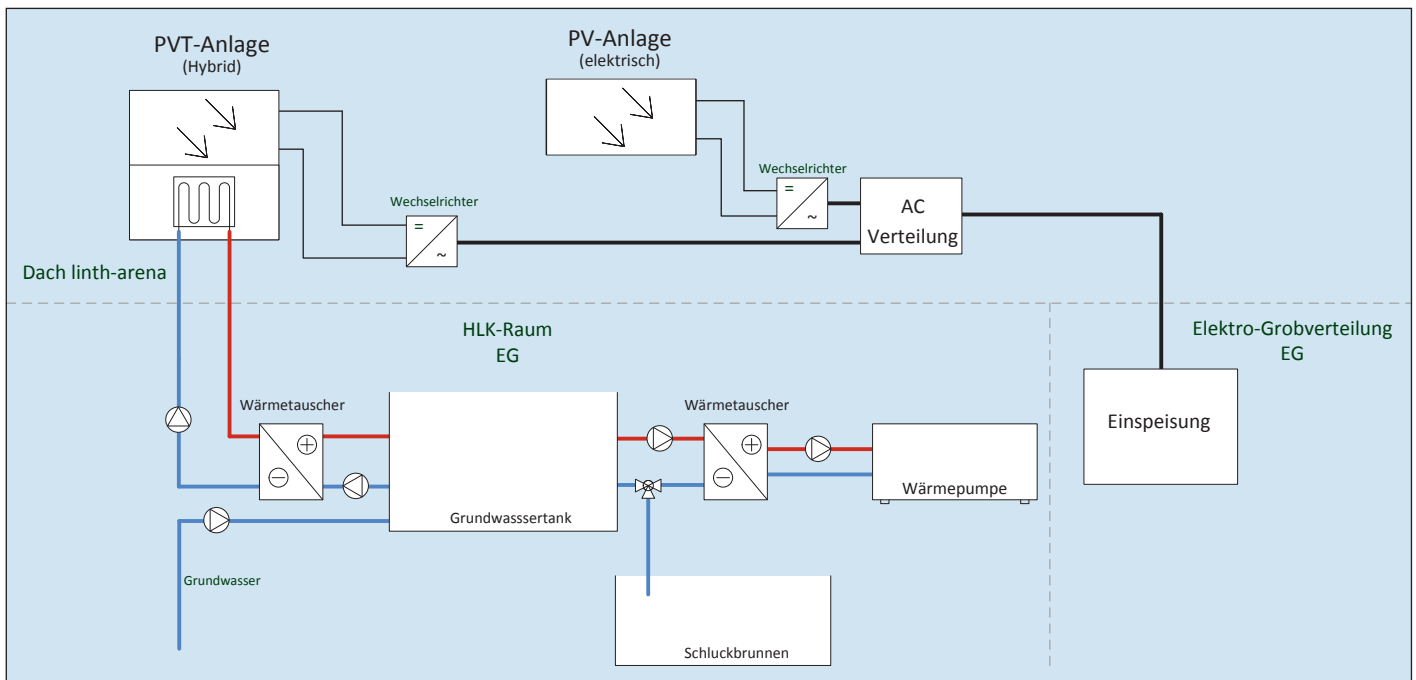 PVT-Anlage
(Hybrid)
PV-Anlage
(elektrisch)
Wechselrichter
=
~
AC
Verteilung
Wechselrichter
=
~
Dach linth-arena
HLK-Raum
EG
Elektro-Grobverteilung
EG
Wärmetauscher
+
−
Wärmetauscher
+
−
Einspeisung
Wärmepumpe
Grundwasssertank
Grundwasser
Schluckbrunnen